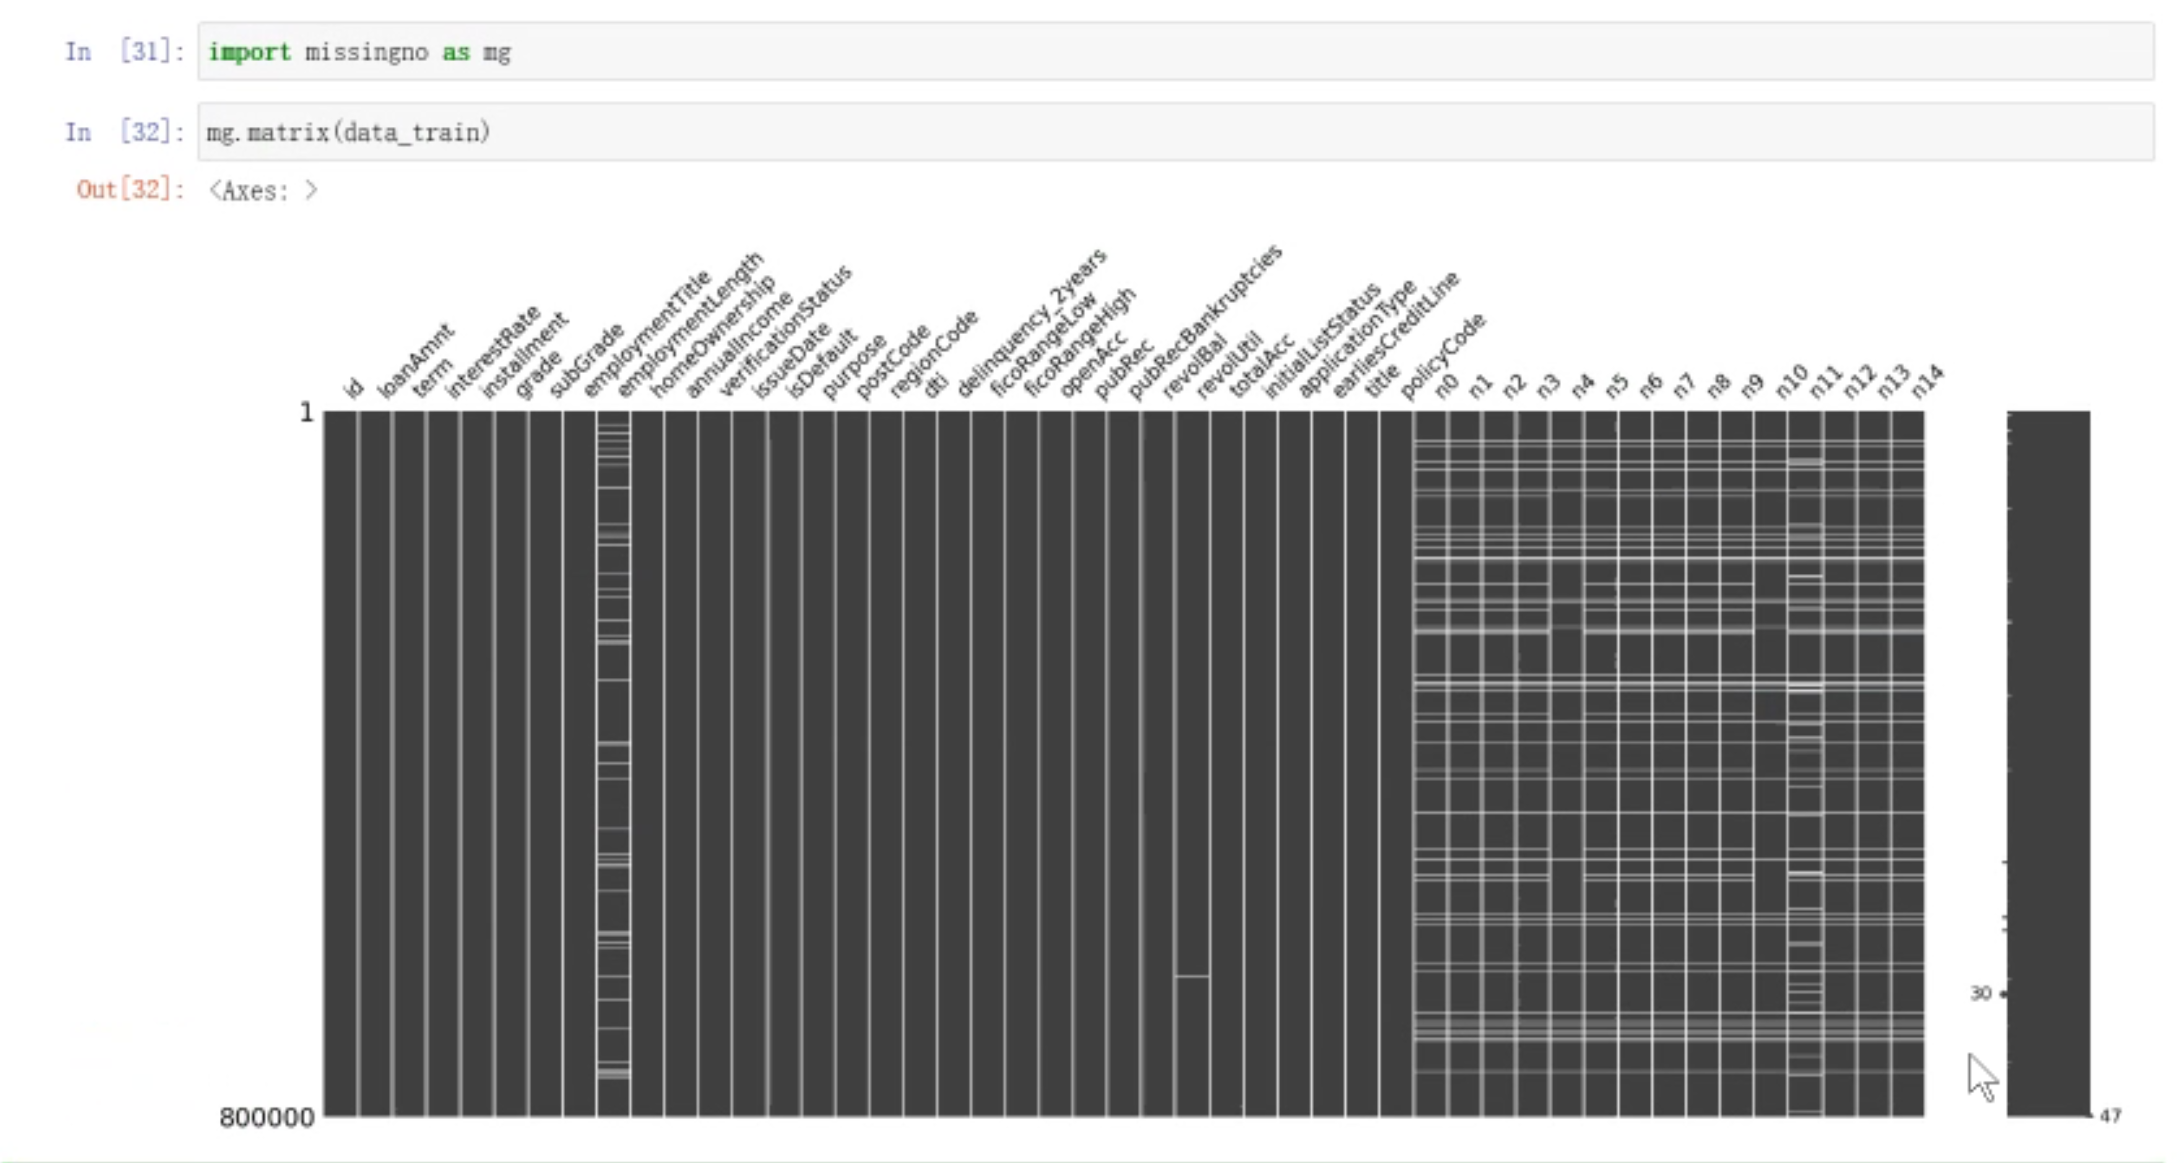 In [31]: import missingno as mg
In [32]: mg.matrix(data_train)
Out[32]: <Axes: >
id
loanAmnt
term
interestRate
installment
grade
subGrade
employmentTitle
employmentLength
homeOwnership
annualIncome
verificationStatus
issueDate
isDefault
purpose
postCode
regionCode
dti
delinquency_2years
ficoRangeLow
ficoRangeHigh
openAcc
pubRec
pubRecBankruptcies
revolBal
revolUtil
totalAcc
initialListStatus
applicationType
earliesCreditLine
title
policyCode
n0
n1
n2
n3
n4
n5
n6
n7
n8
n9
n10
n11
n12
n13
n14
1
30
800000
47